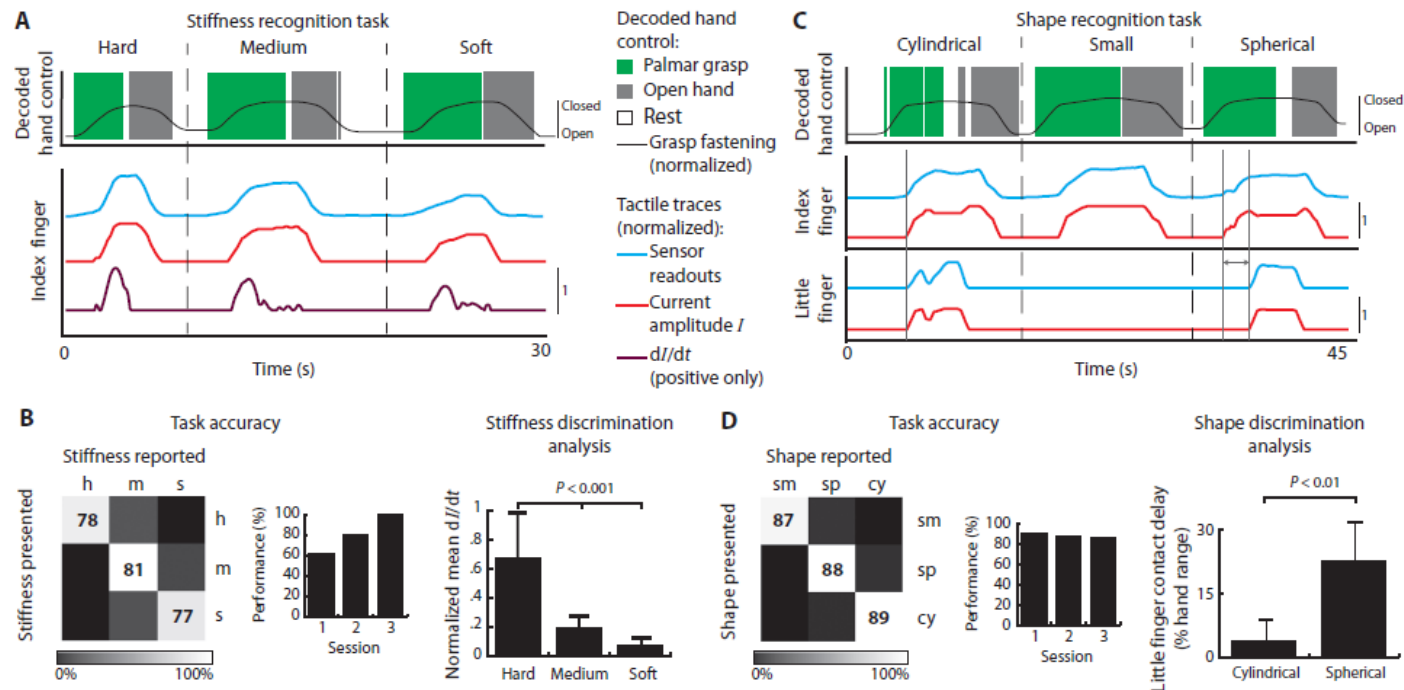 A
Stiffness recognition task
Hard
Medium
Soft
Decoded
hand control
Closed
Open
Index finger
1
0
30
Time (s)
Decoded hand
control:
Palmar grasp
Open hand
Rest
Grasp fastening
(normalized)
Tactile traces
(normalized):
Sensor
readouts
Current
amplitude I
dI/dt
(positive only)
C
Shape recognition task
Cylindrical
Small
Spherical
Decoded
hand control
Closed
Open
Index
finger
1
Little
finger
1
0
45
Time (s)
B
Task accuracy
Stiffness reported
h
m
s
Stiffness presented
78
h
81
m
77
s
0%
100%
Performance (%)
100
80
60
40
20
0
1
2
3
Session
Stiffness discrimination
analysis
P < 0.001
Normalized mean dI/dt
1
.8
.6
.4
.2
0
Hard
Medium
Soft
D
Task accuracy
Shape reported
sm
sp
cy
Shape presented
87
sm
88
sp
89
cy
0%
100%
Performance (%)
100
80
60
40
20
0
1
2
3
Session
Shape discrimination
analysis
P < 0.01
Little finger contact delay
(% hand range)
30
15
0
Cylindrical
Spherical